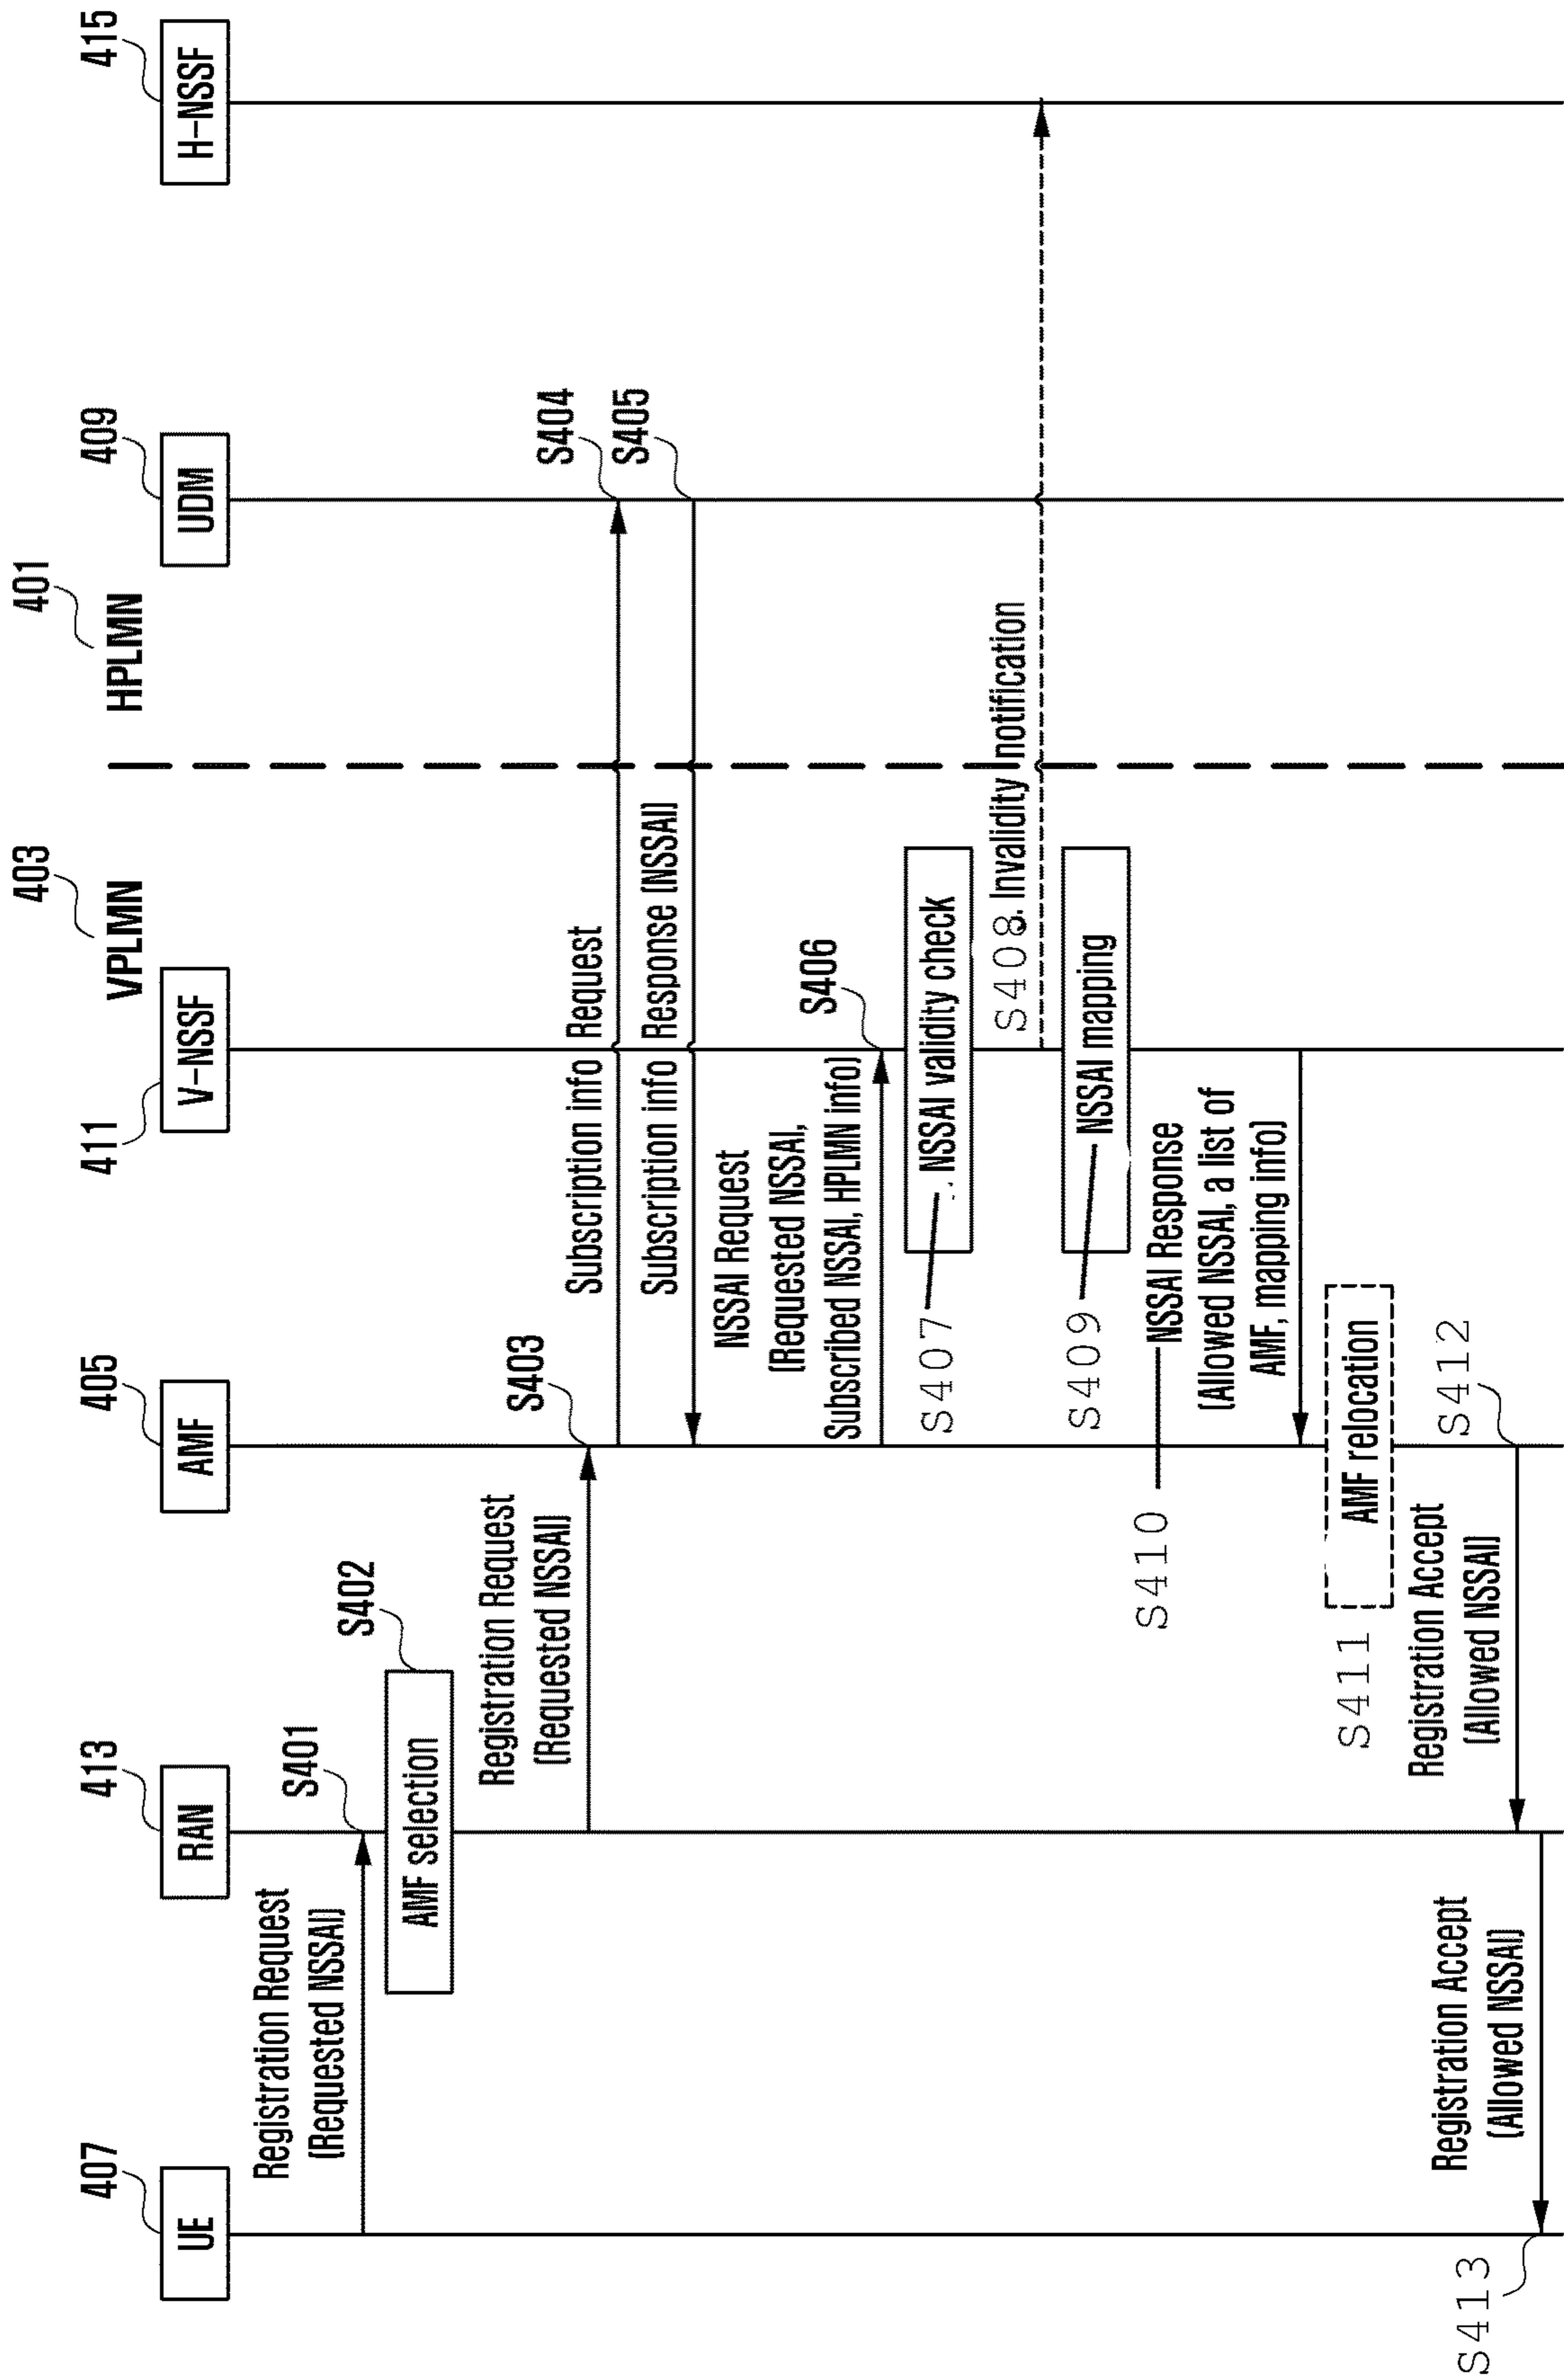 401
403
HPLMN
VPLMN
407
413
405
411
409
415
UE
RAN
AMF
V-NSSF
UDM
H-NSSF
Registration Request
(Requested NSSAI)
S401
AMF selection
S402
Registration Request
(Requested NSSAI)
S403
Subscription info Request
S404
Subscription info Response (NSSAI)
S405
NSSAI Request
(Requested NSSAI,
Subscribed NSSAI, HPLMN info)
S406
S407
NSSAI validity check
S408. Invalidity notification
S409
NSSAI mapping
S410
NSSAI Response
(Allowed NSSAI, a list of
AMF, mapping info)
S411
AMF relocation
Registration Accept
(Allowed NSSAI)
S412
Registration Accept
(Allowed NSSAI)
S413